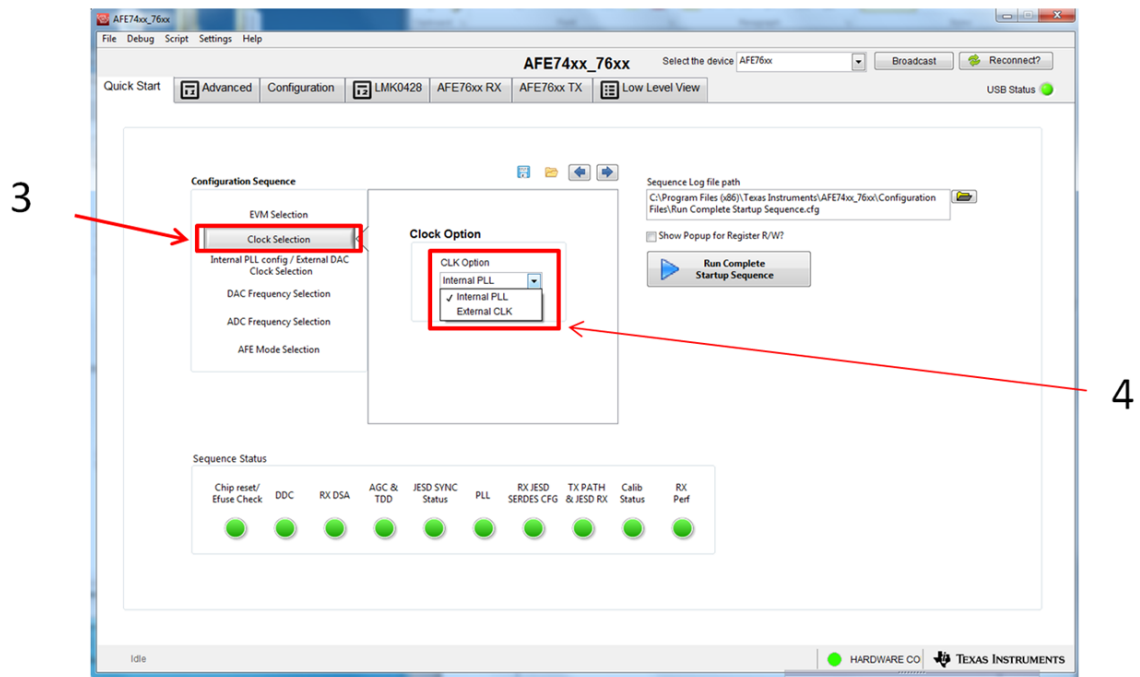 AFE74xx_76xx
File Debug Script Settings Help
AFE74xx_76xx
Select the device AFE76xx
Broadcast
Reconnect?
Quick Start
Advanced
Configuration
LMK0428
AFE76xx RX
AFE76xx TX
Low Level View
USB Status
3
Configuration Sequence
EVM Selection
Clock Selection
Internal PLL config / External DAC
Clock Selection
DAC Frequency Selection
ADC Frequency Selection
AFE Mode Selection
Clock Option
CLK Option
Internal PLL
✓ Internal PLL
External CLK
Sequence Log file path
C:\Program Files (x86)\Texas Instruments\AFE74xx_76xx\Configuration
Files\Run Complete Startup Sequence.cfg
Show Popup for Register R/W?
Run Complete
Startup Sequence
4
Sequence Status
Chip reset/
Efuse Check
DDC
RX DSA
AGC &
TDD
JESD SYNC
Status
PLL
RX JESD
SERDES CFG
TX PATH
& JESD RX
Calib
Status
RX
Perf
Idle
HARDWARE CO
TEXAS INSTRUMENTS